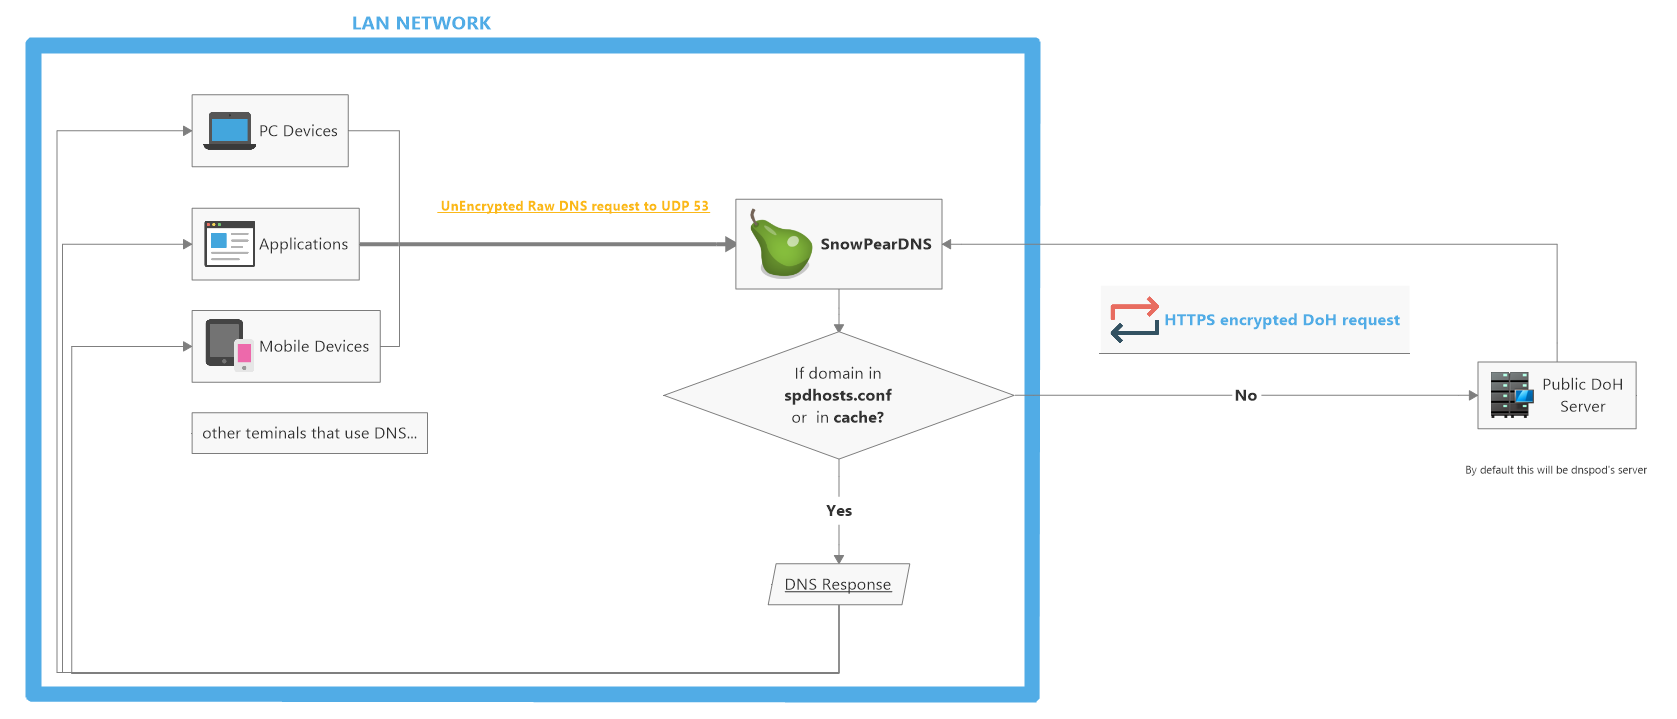 LAN NETWORK
PC Devices
Applications
UnEncrypted Raw DNS request to UDP 53
SnowPearDNS
HTTPS encrypted DoH request
Mobile Devices
If domain in
spdhosts.conf
or in cache?
No
Public DoH
Server
other teminals that use DNS...
By default this will be dnspod's server
Yes
DNS Response